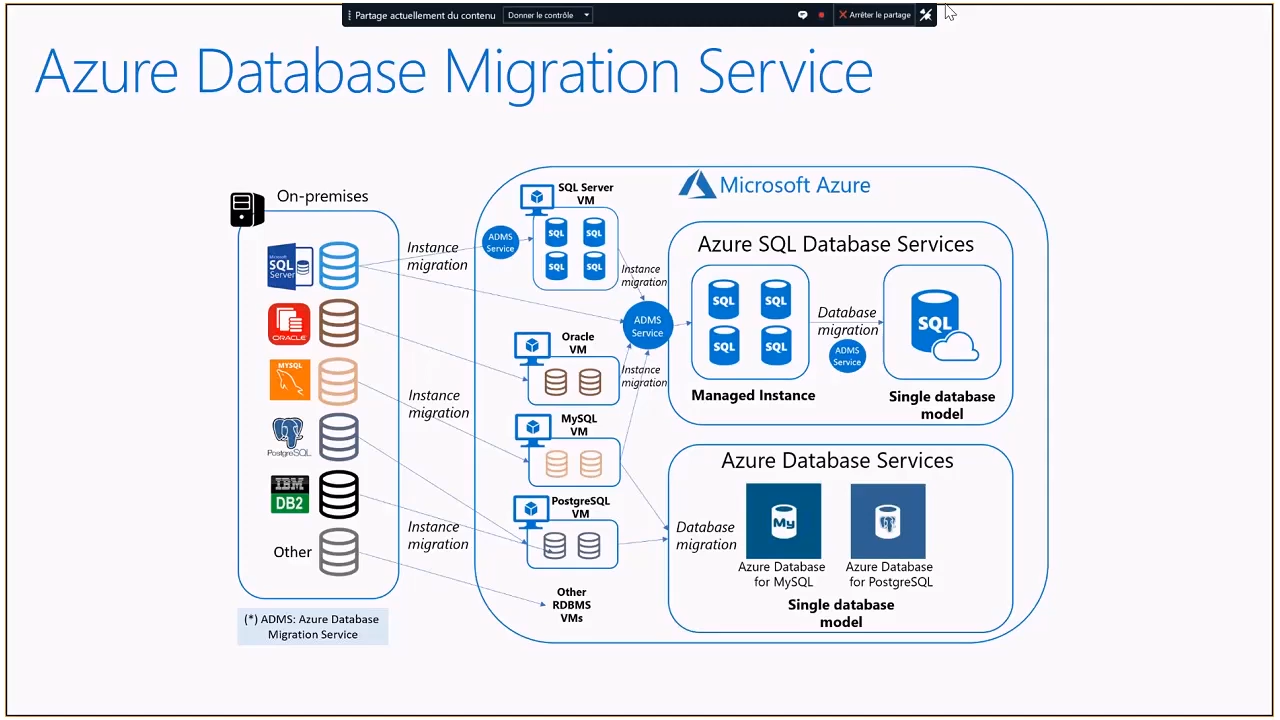 Partage actuellement du contenu
Donner le contrôle
Arrêter le partage
Azure Database Migration Service
On-premises
Microsoft
SQL
Server
ORACLE
MYSQL
PostgreSQL
IBM
DB2
Other
(*) ADMS: Azure Database
Migration Service
Instance
migration
Instance
migration
Instance
migration
Microsoft Azure
SQL Server
VM
ADMS
Service
SQL
SQL
SQL
SQL
Instance
migration
ADMS
Service
Oracle
VM
Instance
migration
MySQL
VM
PostgreSQL
VM
Other
RDBMS
VMs
Azure SQL Database Services
SQL
SQL
SQL
SQL
Managed Instance
Database
migration
ADMS
Service
SQL
Single database
model
Database
migration
Azure Database Services
My
Azure Database
for MySQL
Azure Database
for PostgreSQL
Single database
model